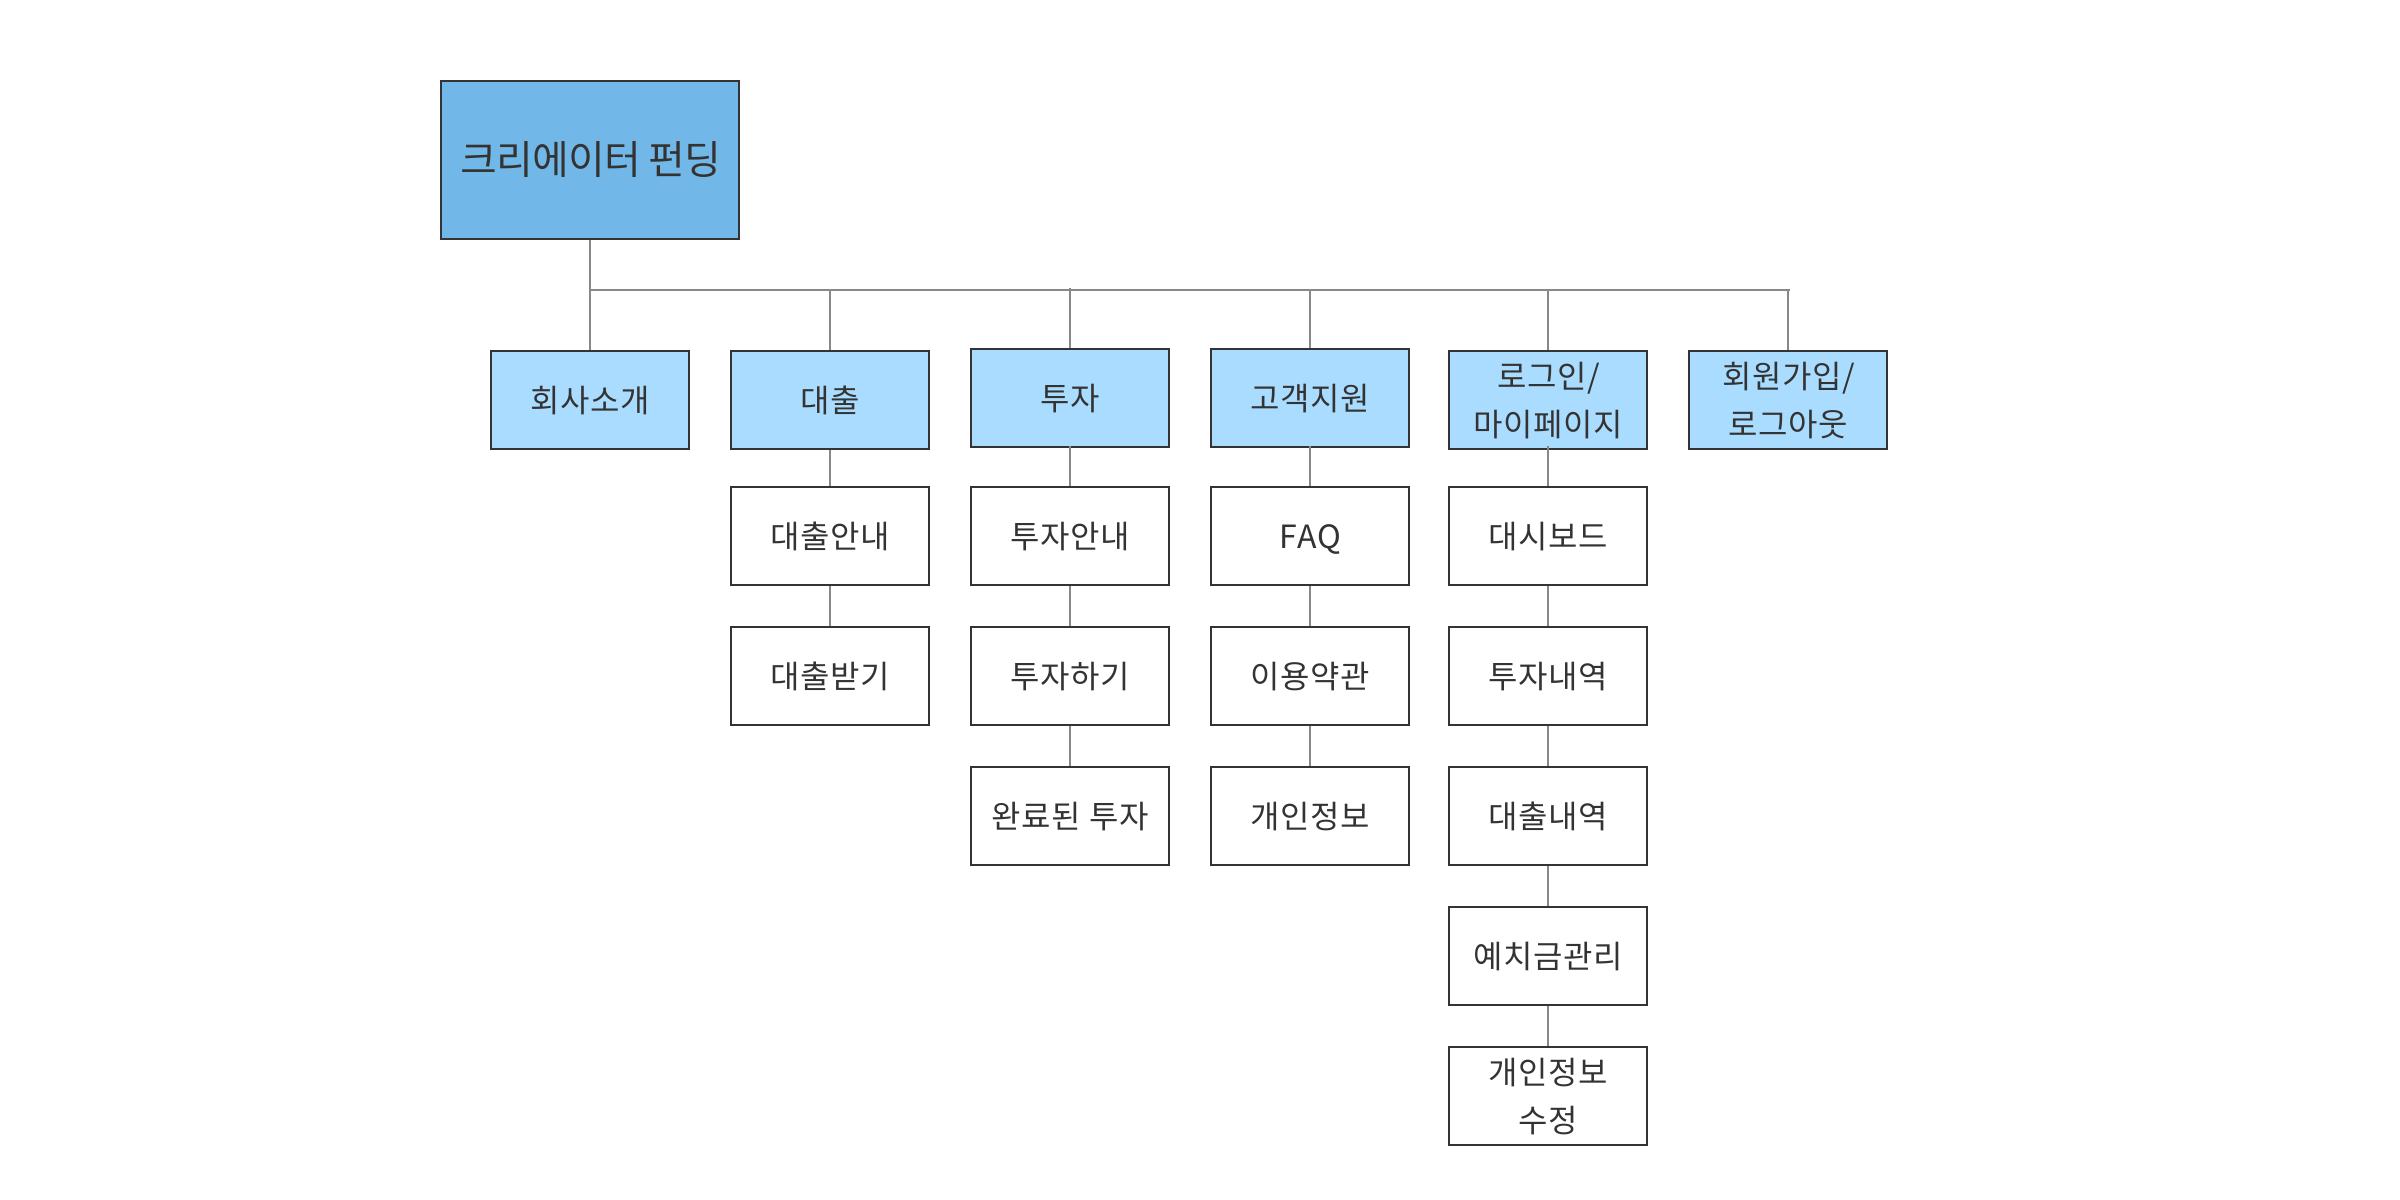 크리에이터 펀딩
회사소개
대출
투자
고객지원
로그인/
마이페이지
회원가입/
로그아웃
대출안내
투자안내
FAQ
대시보드
대출받기
투자하기
이용약관
투자내역
완료된 투자
개인정보
대출내역
예치금관리
개인정보
수정